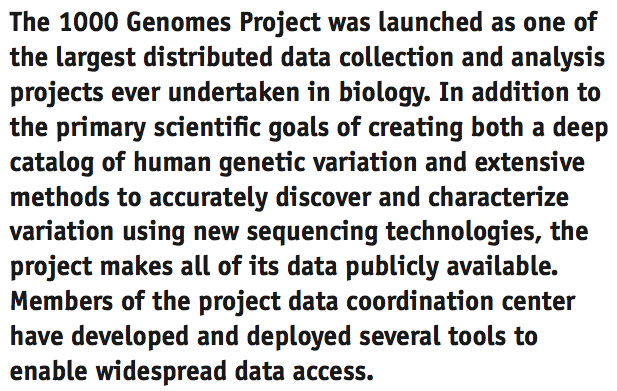 The 1000 Genomes Project was launched as one of
the largest distributed data collection and analysis
projects ever undertaken in biology. In addition to
the primary scientific goals of creating both a deep
catalog of human genetic variation and extensive
methods to accurately discover and characterize
variation using new sequencing technologies, the
project makes all of its data publicly available.
Members of the project data coordination center
have developed and deployed several tools to
enable widespread data access.